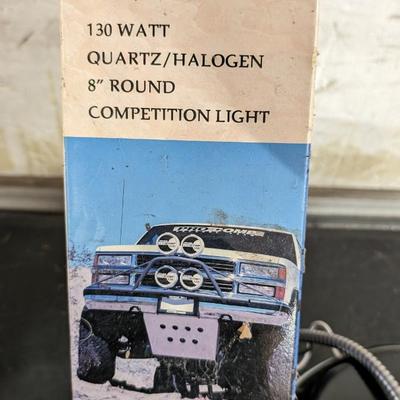 130 WATT
QUARTZ/HALOGEN
8" ROUND
COMPETITION LIGHT